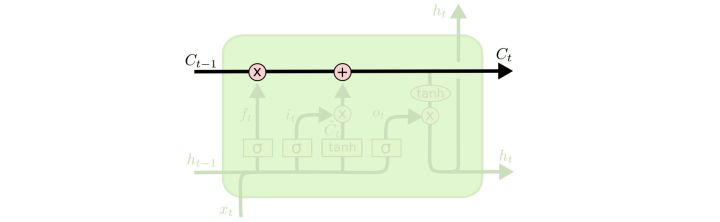 h_t
C_{t-1}
C_t
x
+
tanh
f_t
i_t
x
C̃_t
o_t
x
σ
σ
tanh
σ
h_{t-1}
h_t
x_t